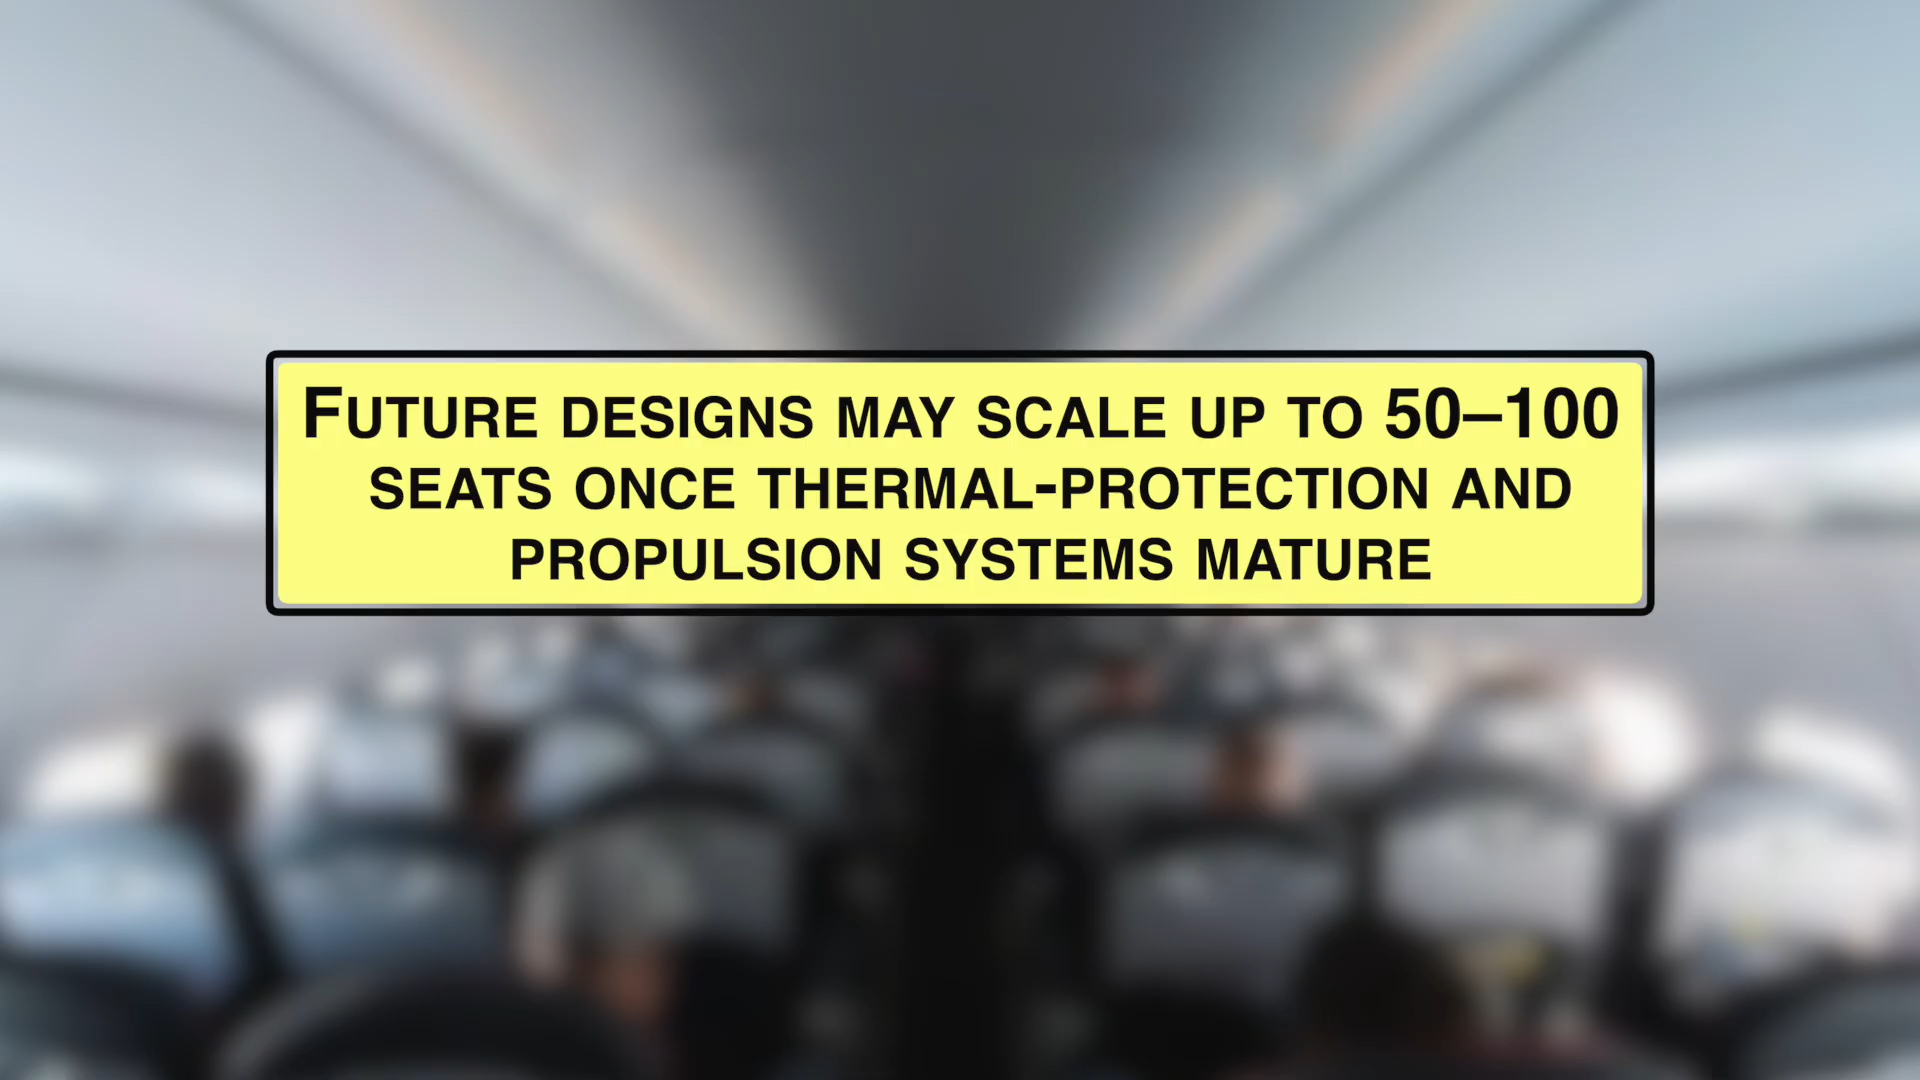 Future designs may scale up to 50–100
seats once thermal-protection and
propulsion systems mature